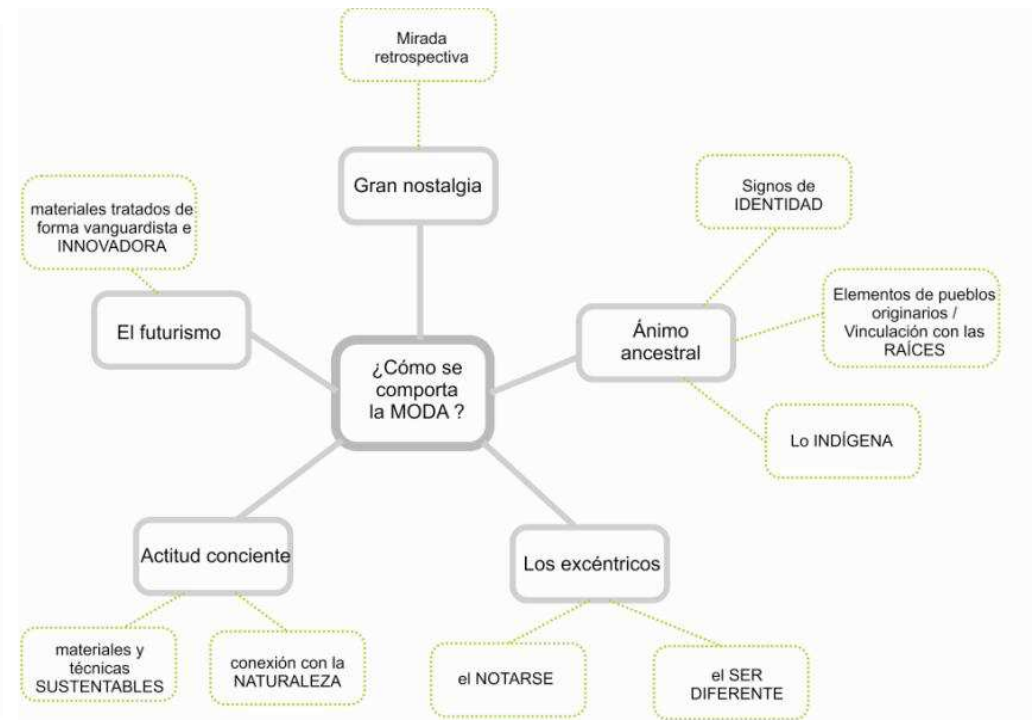 Mirada
retrospectiva
Gran nostalgia
materiales tratados de
forma vanguardista e
INNOVADORA
El futurismo
Signos de
IDENTIDAD
Elementos de pueblos
originarios /
Vinculación con las
RAÍCES
Ánimo
ancestral
Lo INDÍGENA
¿Cómo se
comporta
la MODA ?
Actitud conciente
materiales y
técnicas
SUSTENTABLES
conexión con la
NATURALEZA
Los excéntricos
el NOTARSE
el SER
DIFERENTE